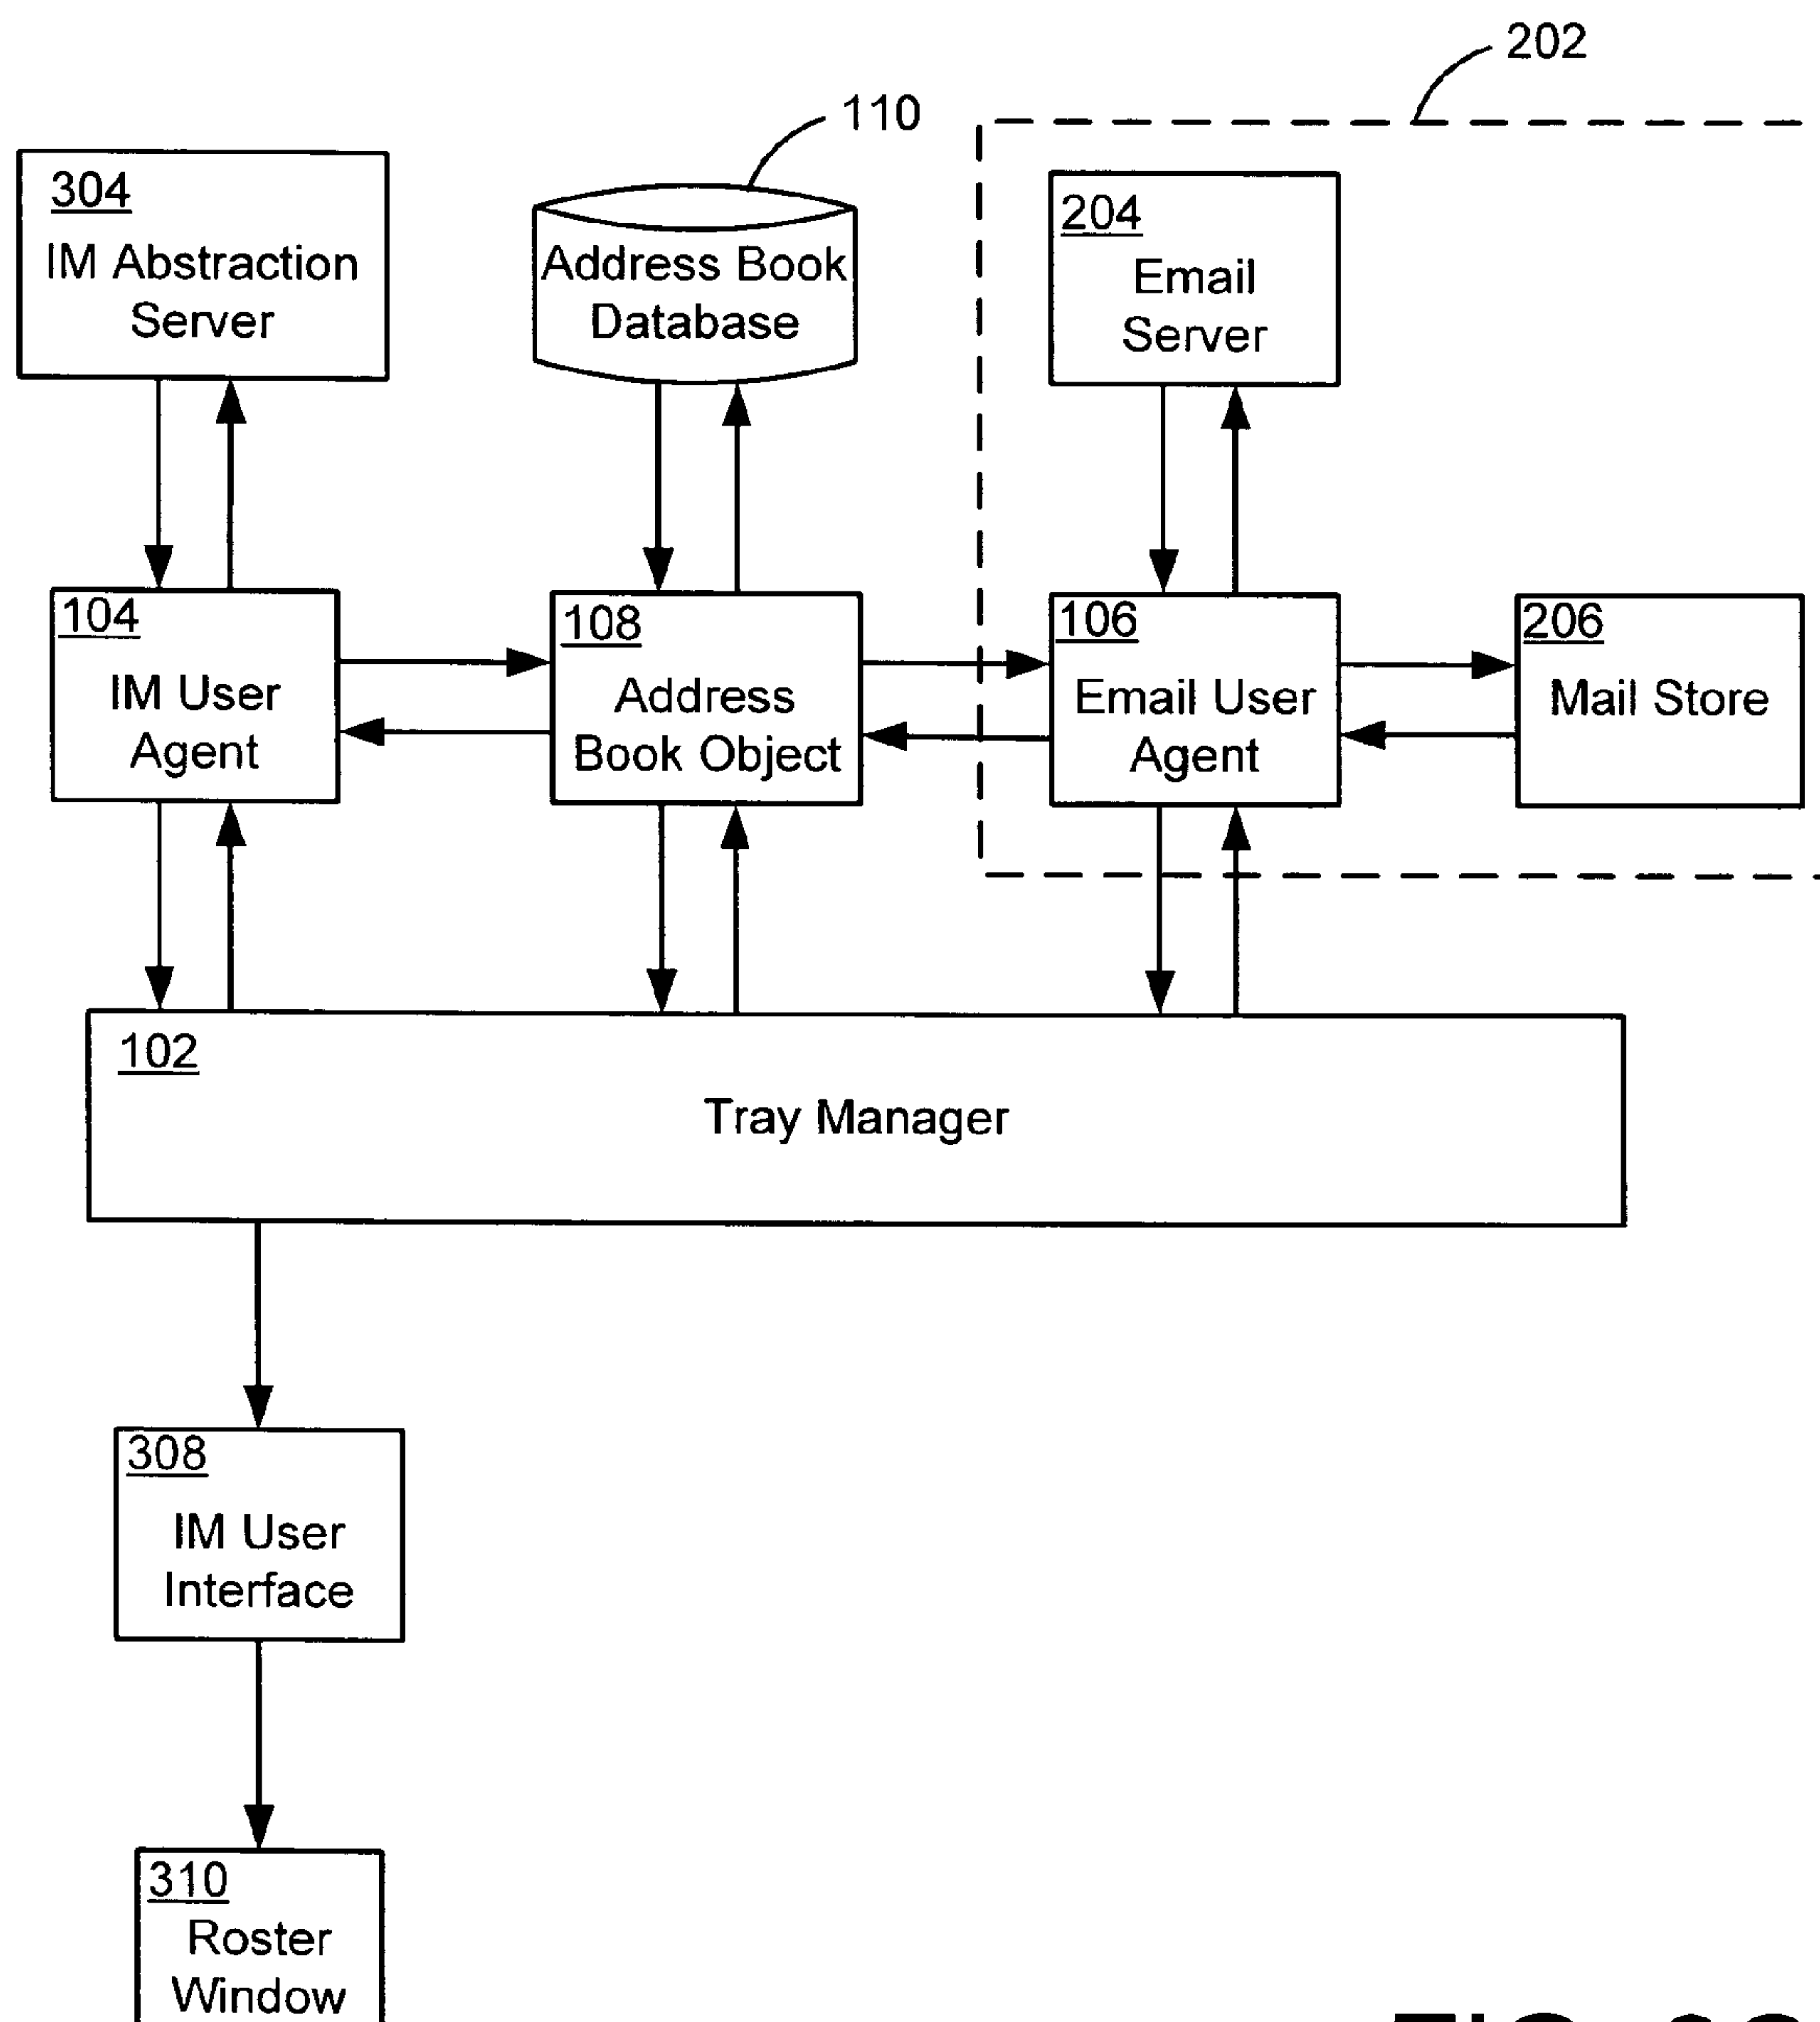 202
110
304
IM Abstraction
Server
Address Book
Database
204
Email
Server
104
IM User
Agent
108
Address
Book Object
106
Email User
Agent
206
Mail Store
102
Tray Manager
308
IM User
Interface
310
Roster
Window